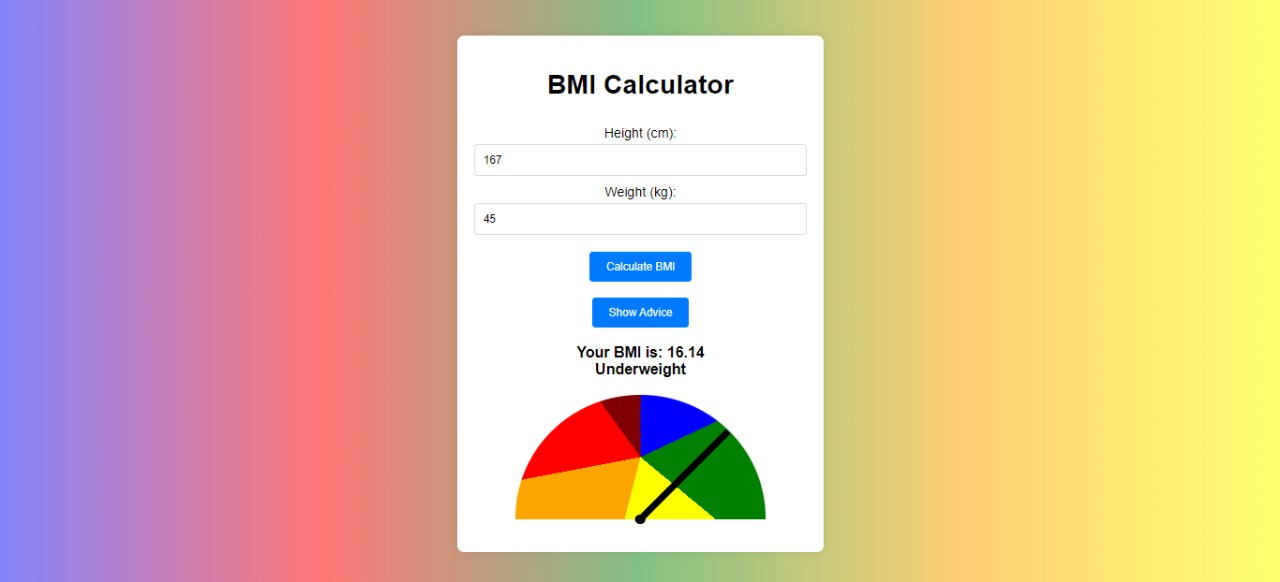 BMI Calculator
Height (cm):
167
Weight (kg):
45
Calculate BMI
Show Advice
Your BMI is: 16.14
Underweight